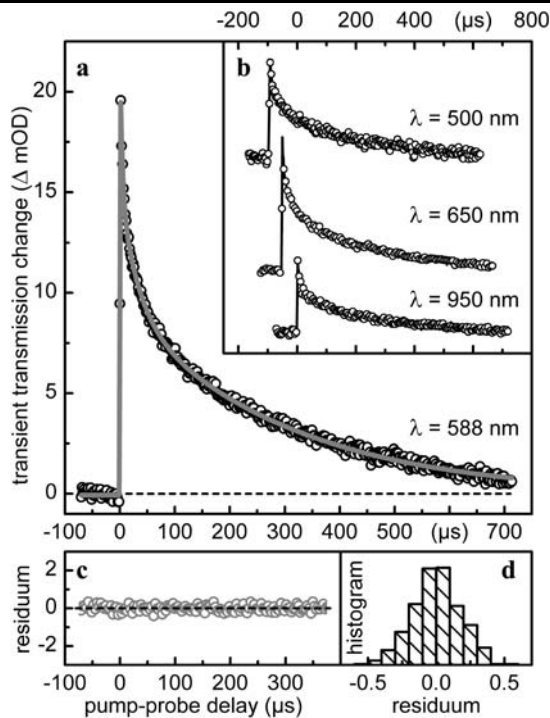 -200 0 200 400 (µs) 800
a
b
20
15
10
5
0
transient transmission change (Δ mOD)
λ = 500 nm
λ = 650 nm
λ = 950 nm
λ = 588 nm
-100 0 100 200 300 400 500 (µs) 700
c
d
2
0
-2
residuum
histogram
-100 0 100 200 300
-0.5 0.0 0.5
pump-probe delay (µs)
residuum